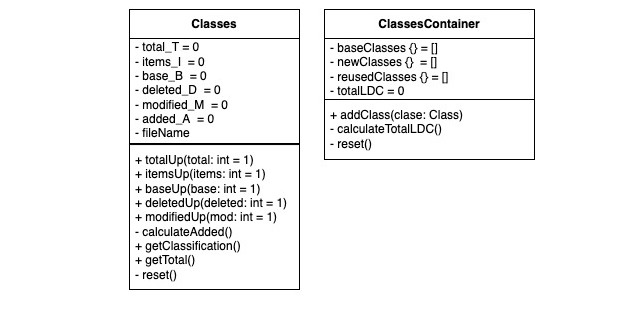 Classes
- total_T = 0
- items_I = 0
- base_B = 0
- deleted_D = 0
- modified_M = 0
- added_A = 0
- fileName
+ totalUp(total: int = 1)
+ itemsUp(items: int = 1)
+ baseUp(base: int = 1)
+ deletedUp(deleted: int = 1)
+ modifiedUp(mod: int = 1)
- calculateAdded()
+ getClassification()
+ getTotal()
- reset()
ClassesContainer
- baseClasses {} = []
- newClasses {} = []
- reusedClasses {} = []
- totalLDC = 0
+ addClass(clase: Class)
- calculateTotalLDC()
- reset()